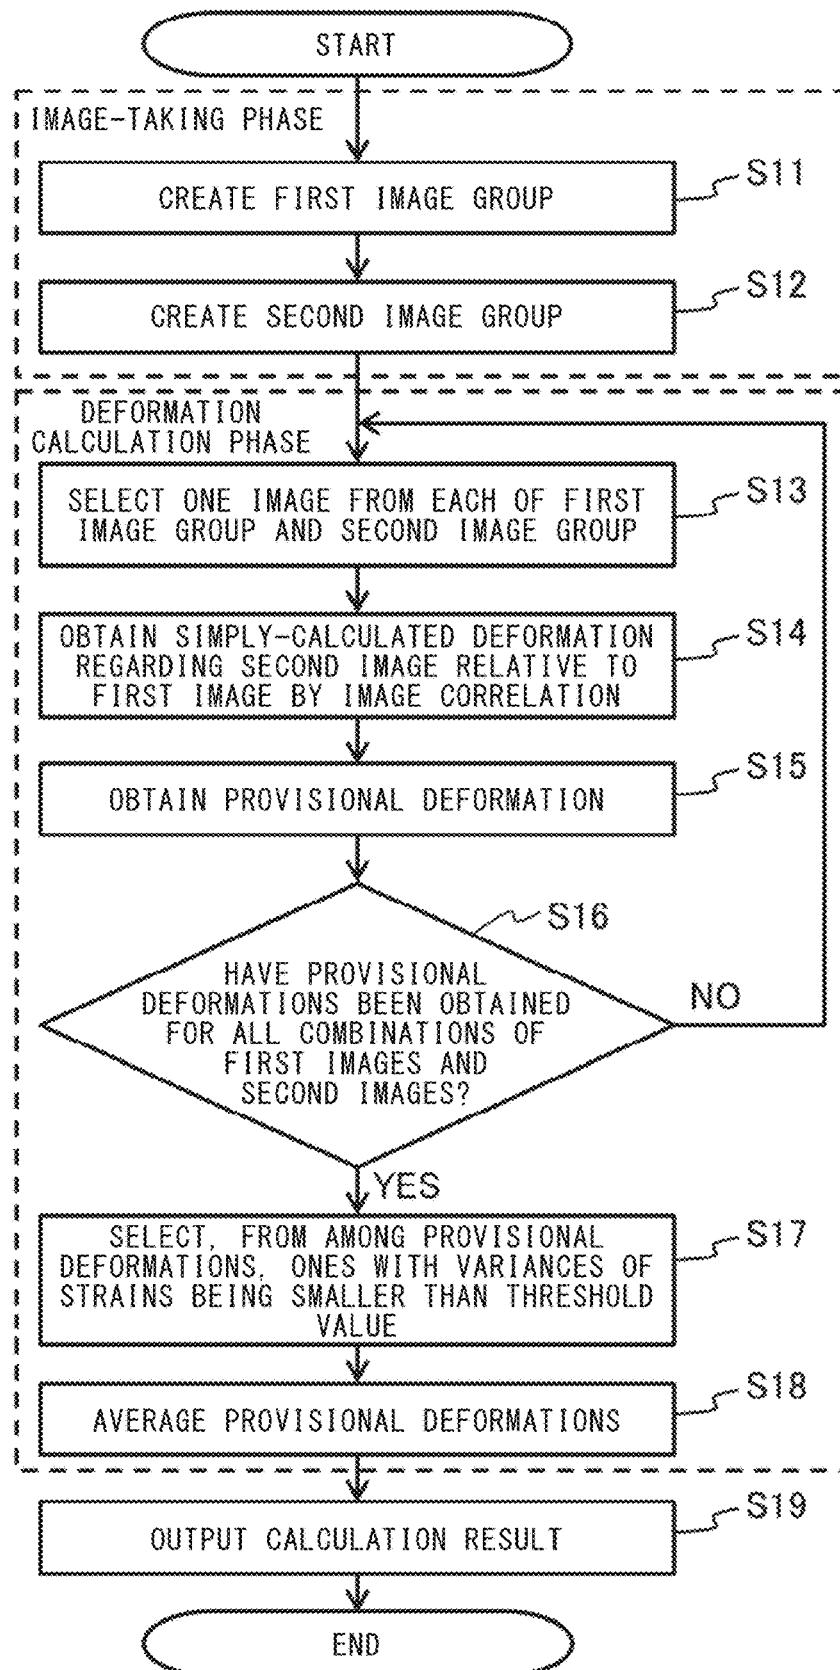 START
IMAGE-TAKING PHASE
CREATE FIRST IMAGE GROUP
S11
CREATE SECOND IMAGE GROUP
S12
DEFORMATION
CALCULATION PHASE
SELECT ONE IMAGE FROM EACH OF FIRST
IMAGE GROUP AND SECOND IMAGE GROUP
S13
OBTAIN SIMPLY-CALCULATED DEFORMATION
REGARDING SECOND IMAGE RELATIVE TO
FIRST IMAGE BY IMAGE CORRELATION
S14
OBTAIN PROVISIONAL DEFORMATION
S15
S16
HAVE PROVISIONAL
DEFORMATIONS BEEN OBTAINED
FOR ALL COMBINATIONS OF
FIRST IMAGES AND
SECOND IMAGES?
NO
YES
SELECT, FROM AMONG PROVISIONAL
DEFORMATIONS, ONES WITH VARIANCES OF
STRAINS BEING SMALLER THAN THRESHOLD
VALUE
S17
AVERAGE PROVISIONAL DEFORMATIONS
S18
OUTPUT CALCULATION RESULT
S19
END